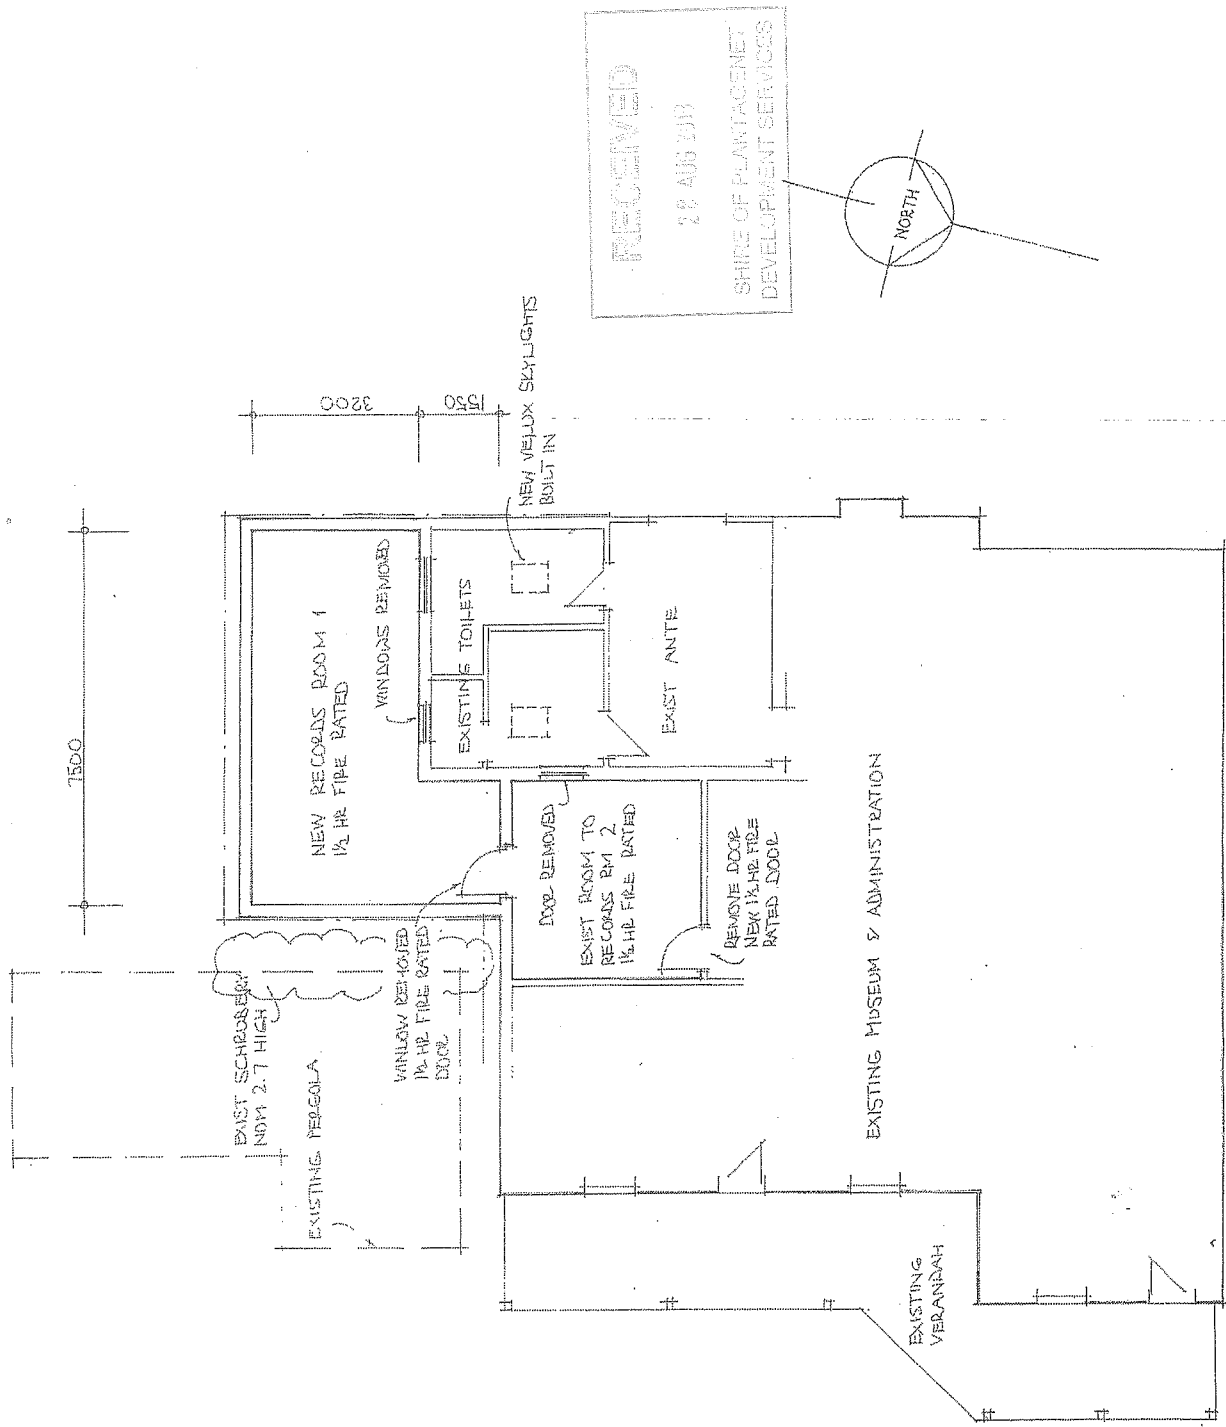 RECEIVED
28 AUG 2013
SHIRE OF PLANTAGENET
DEVELOPMENT SERVICES
NORTH
7500
3200
1550
NEW VELUX SKYLIGHTS
BUILT IN
NEW RECORDS ROOM 1
1½ HR FIRE RATED
WINDOWS REMOVED
EXISTING TOILETS
EXIST ANTE
DOOR REMOVED
EXIST ROOM TO
RECORDS RM 2
1½ HR FIRE RATED
REMOVE DOOR
NEW 1½ HR FIRE
RATED DOOR
WINDOW REMOVED
1½ HR FIRE RATED
DOOR
EXIST SCHRUBERY
NOM 2.7 HIGH
EXISTING PERGOLA
EXISTING MUSEUM & ADMINISTRATION
EXISTING
VERANDAH